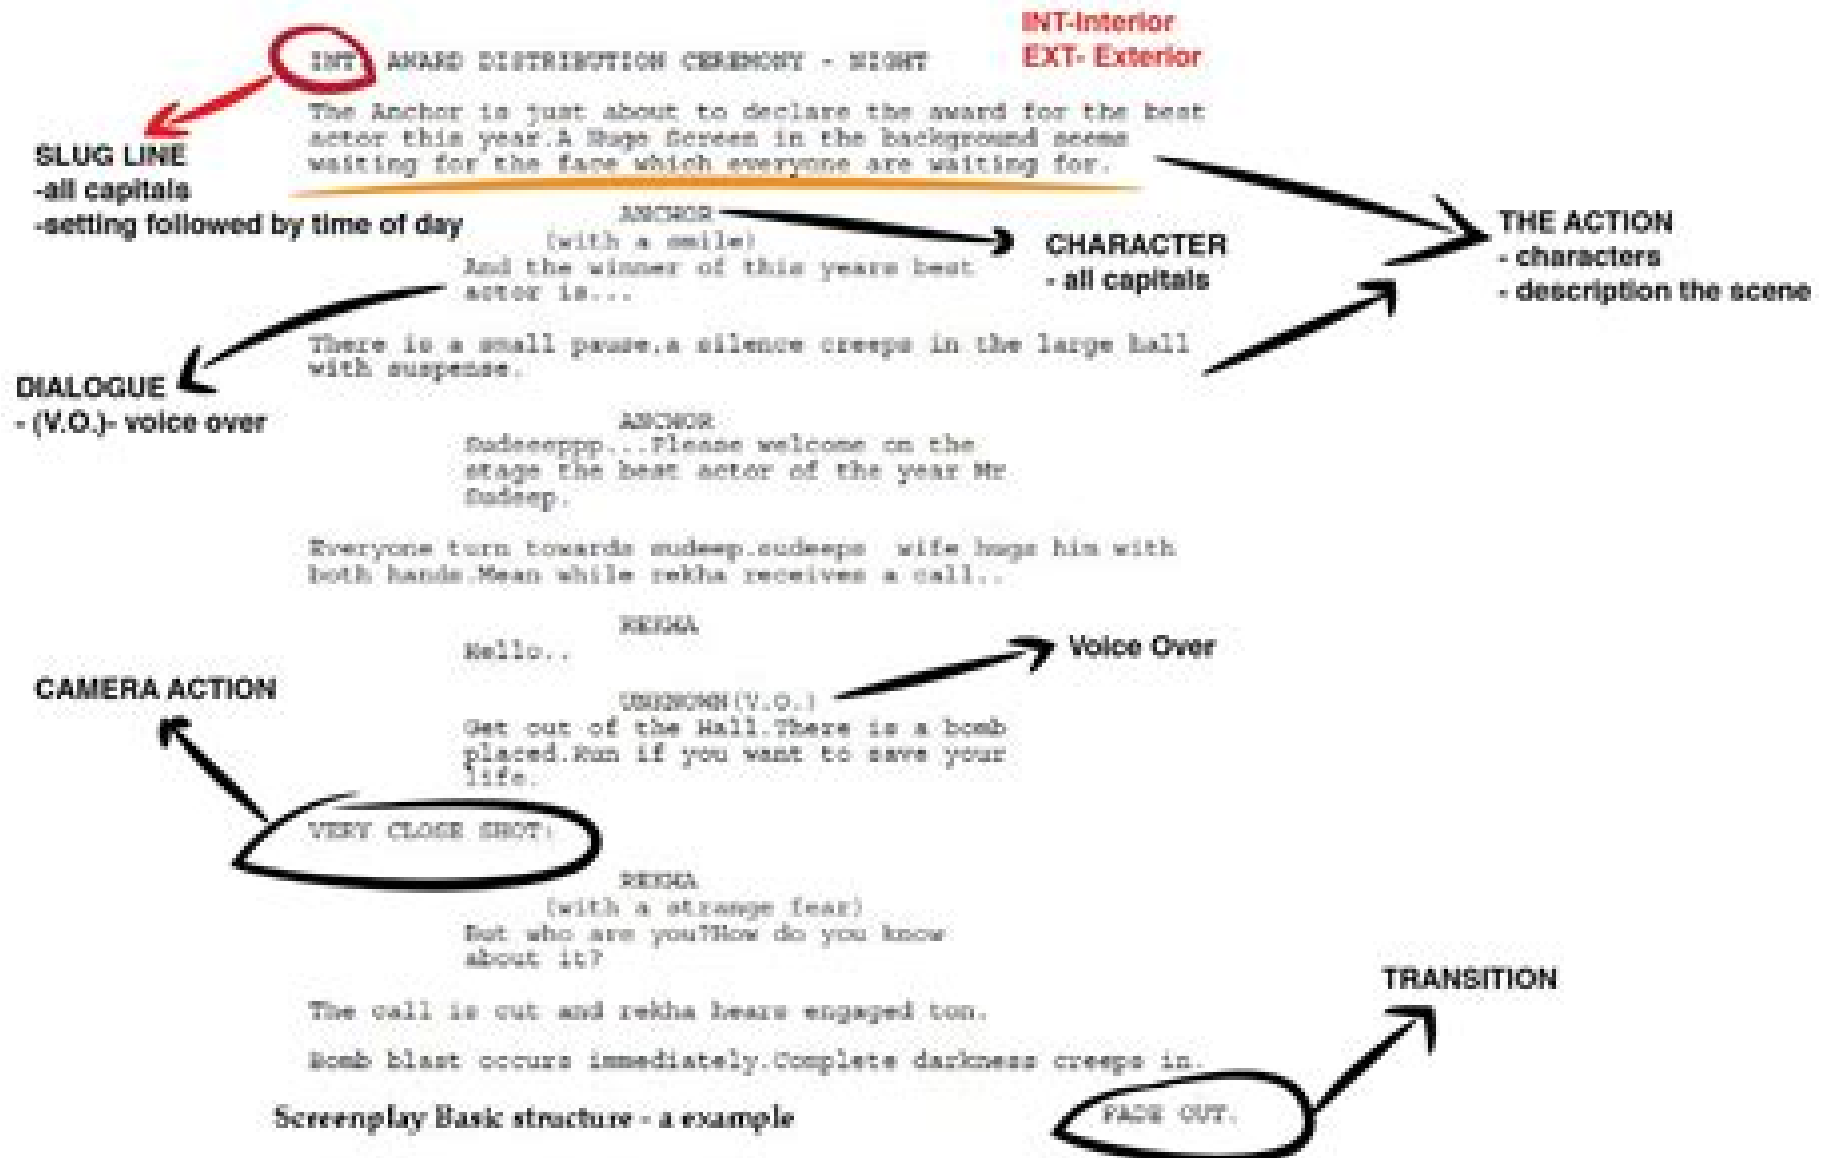 INT-Interior
EXT- Exterior
INT AWARD DISTRIBUTION CEREMONY - NIGHT
The Anchor is just about to declare the award for the best
actor this year.A Huge Screen in the background seems
waiting for the face which everyone are waiting for.
SLUG LINE
-all capitals
-setting followed by time of day
ANCHOR
(with a smile)
And the winner of this years best
actor is...
CHARACTER
- all capitals
THE ACTION
- characters
- description the scene
There is a small pause,a silence creeps in the large hall
with suspense.
DIALOGUE
- (V.O.)- voice over
ANCHOR
Sudeeeppp...Please welcome on the
stage the best actor of the year Mr
Sudeep.
Everyone turn towards sudeep.sudeeps wife hugs him with
both hands.Mean while rekha receives a call..
REKHA
Hello..
Voice Over
CAMERA ACTION
UNKNOWN(V.O.)
Get out of the Hall.There is a bomb
placed.Run if you want to save your
life.
VERY CLOSE SHOT:
REKHA
(with a strange fear)
But who are you?How do you know
about it?
TRANSITION
The call is cut and rekha hears engaged ton.
Bomb blast occurs immediately.Complete darkness creeps in.
FADE OUT.
Screenplay Basic structure - a example